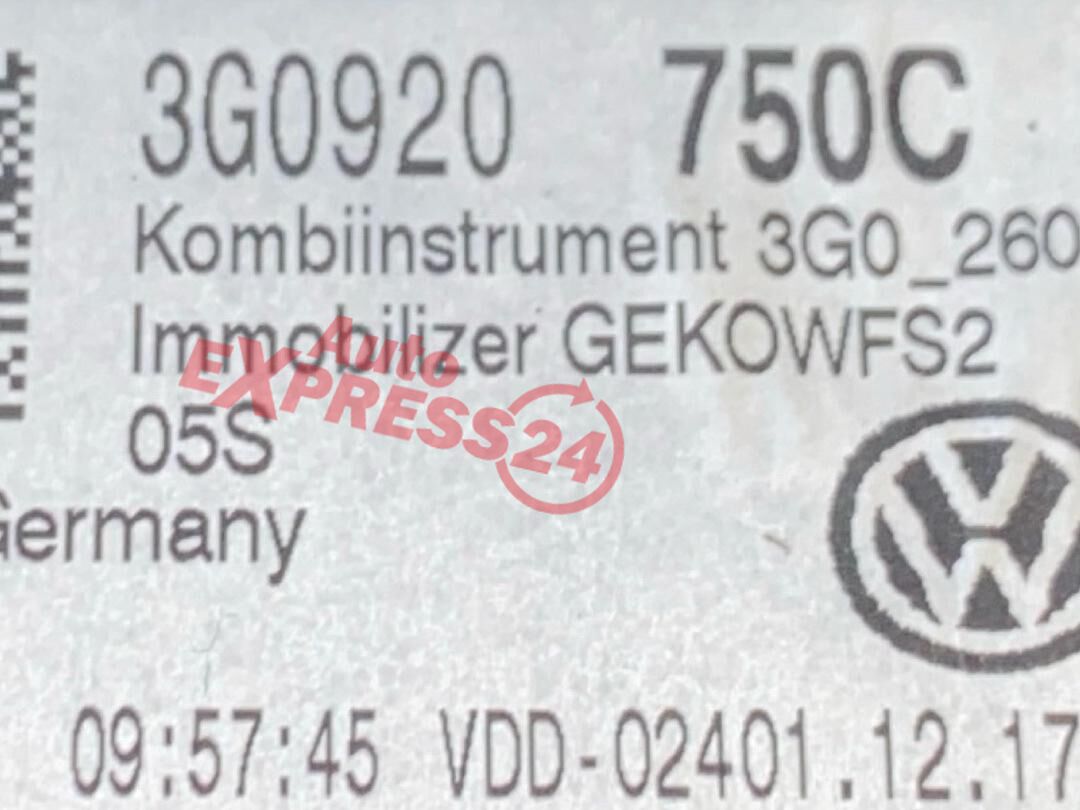 3G0920 750C
Kombiinstrument 3G0_260
Immobilizer GEKOWFS2
Auto
EXPRESS24
05S
Germany
09:57:45 VDD-02401.12.17